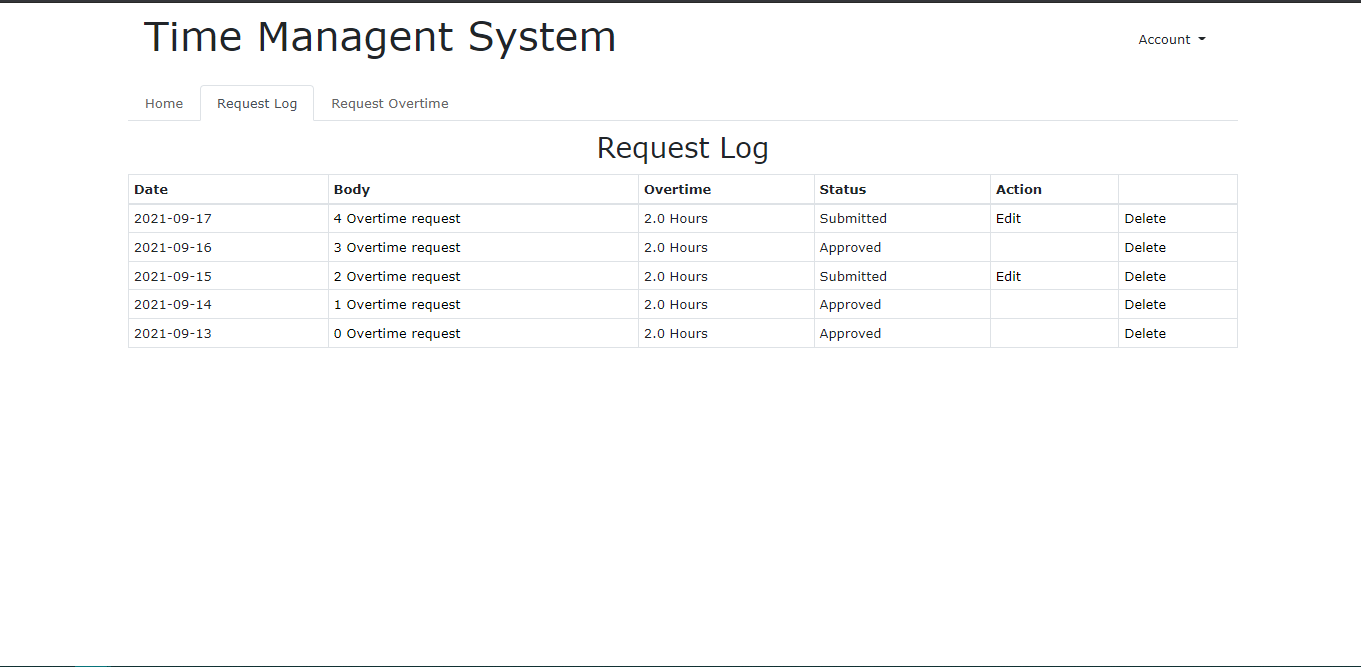 Time Managent System
Account
Home Request Log Request Overtime
Request Log
Date Body Overtime Status Action
2021-09-17 4 Overtime request 2.0 Hours Submitted Edit Delete
2021-09-16 3 Overtime request 2.0 Hours Approved Delete
2021-09-15 2 Overtime request 2.0 Hours Submitted Edit Delete
2021-09-14 1 Overtime request 2.0 Hours Approved Delete
2021-09-13 0 Overtime request 2.0 Hours Approved Delete